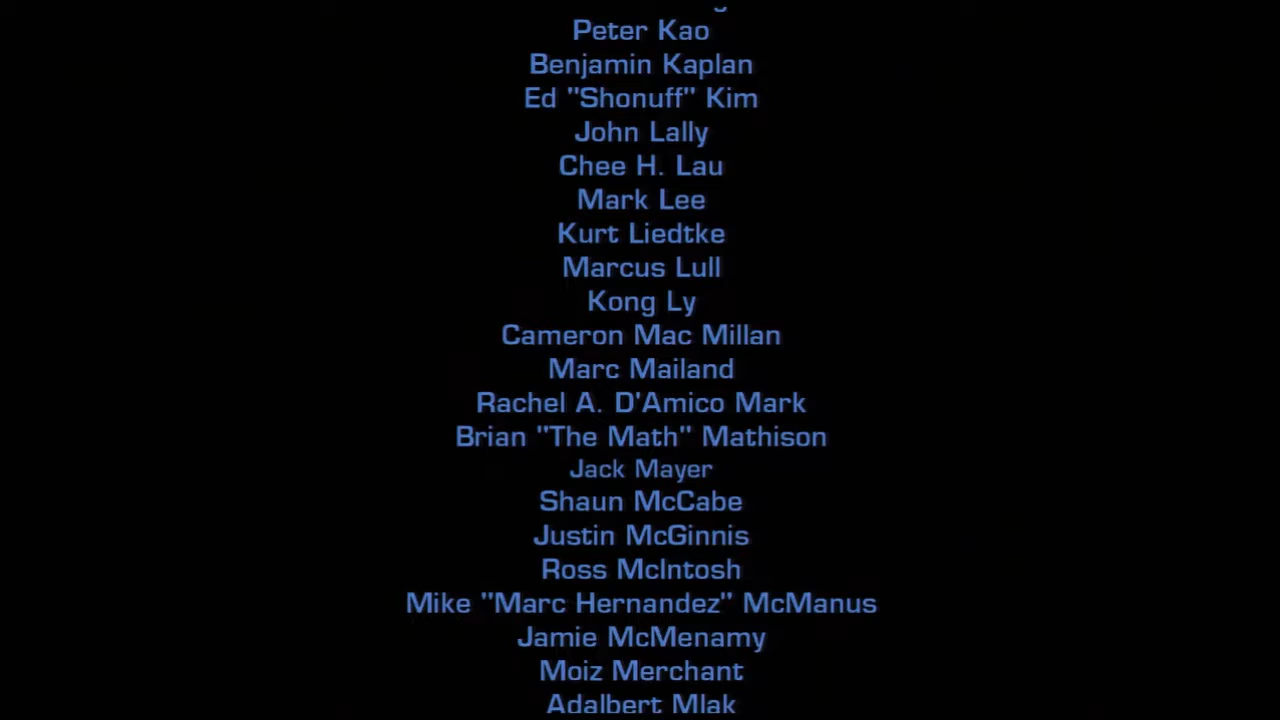 Peter Kao
Benjamin Kaplan
Ed "Shonuff" Kim
John Lally
Chee H. Lau
Mark Lee
Kurt Liedtke
Marcus Lull
Kong Ly
Cameron Mac Millan
Marc Mailand
Rachel A. D'Amico Mark
Brian "The Math" Mathison
Jack Mayer
Shaun McCabe
Justin McGinnis
Ross McIntosh
Mike "Marc Hernandez" McManus
Jamie McMenamy
Moiz Merchant
Adalbert Mlak